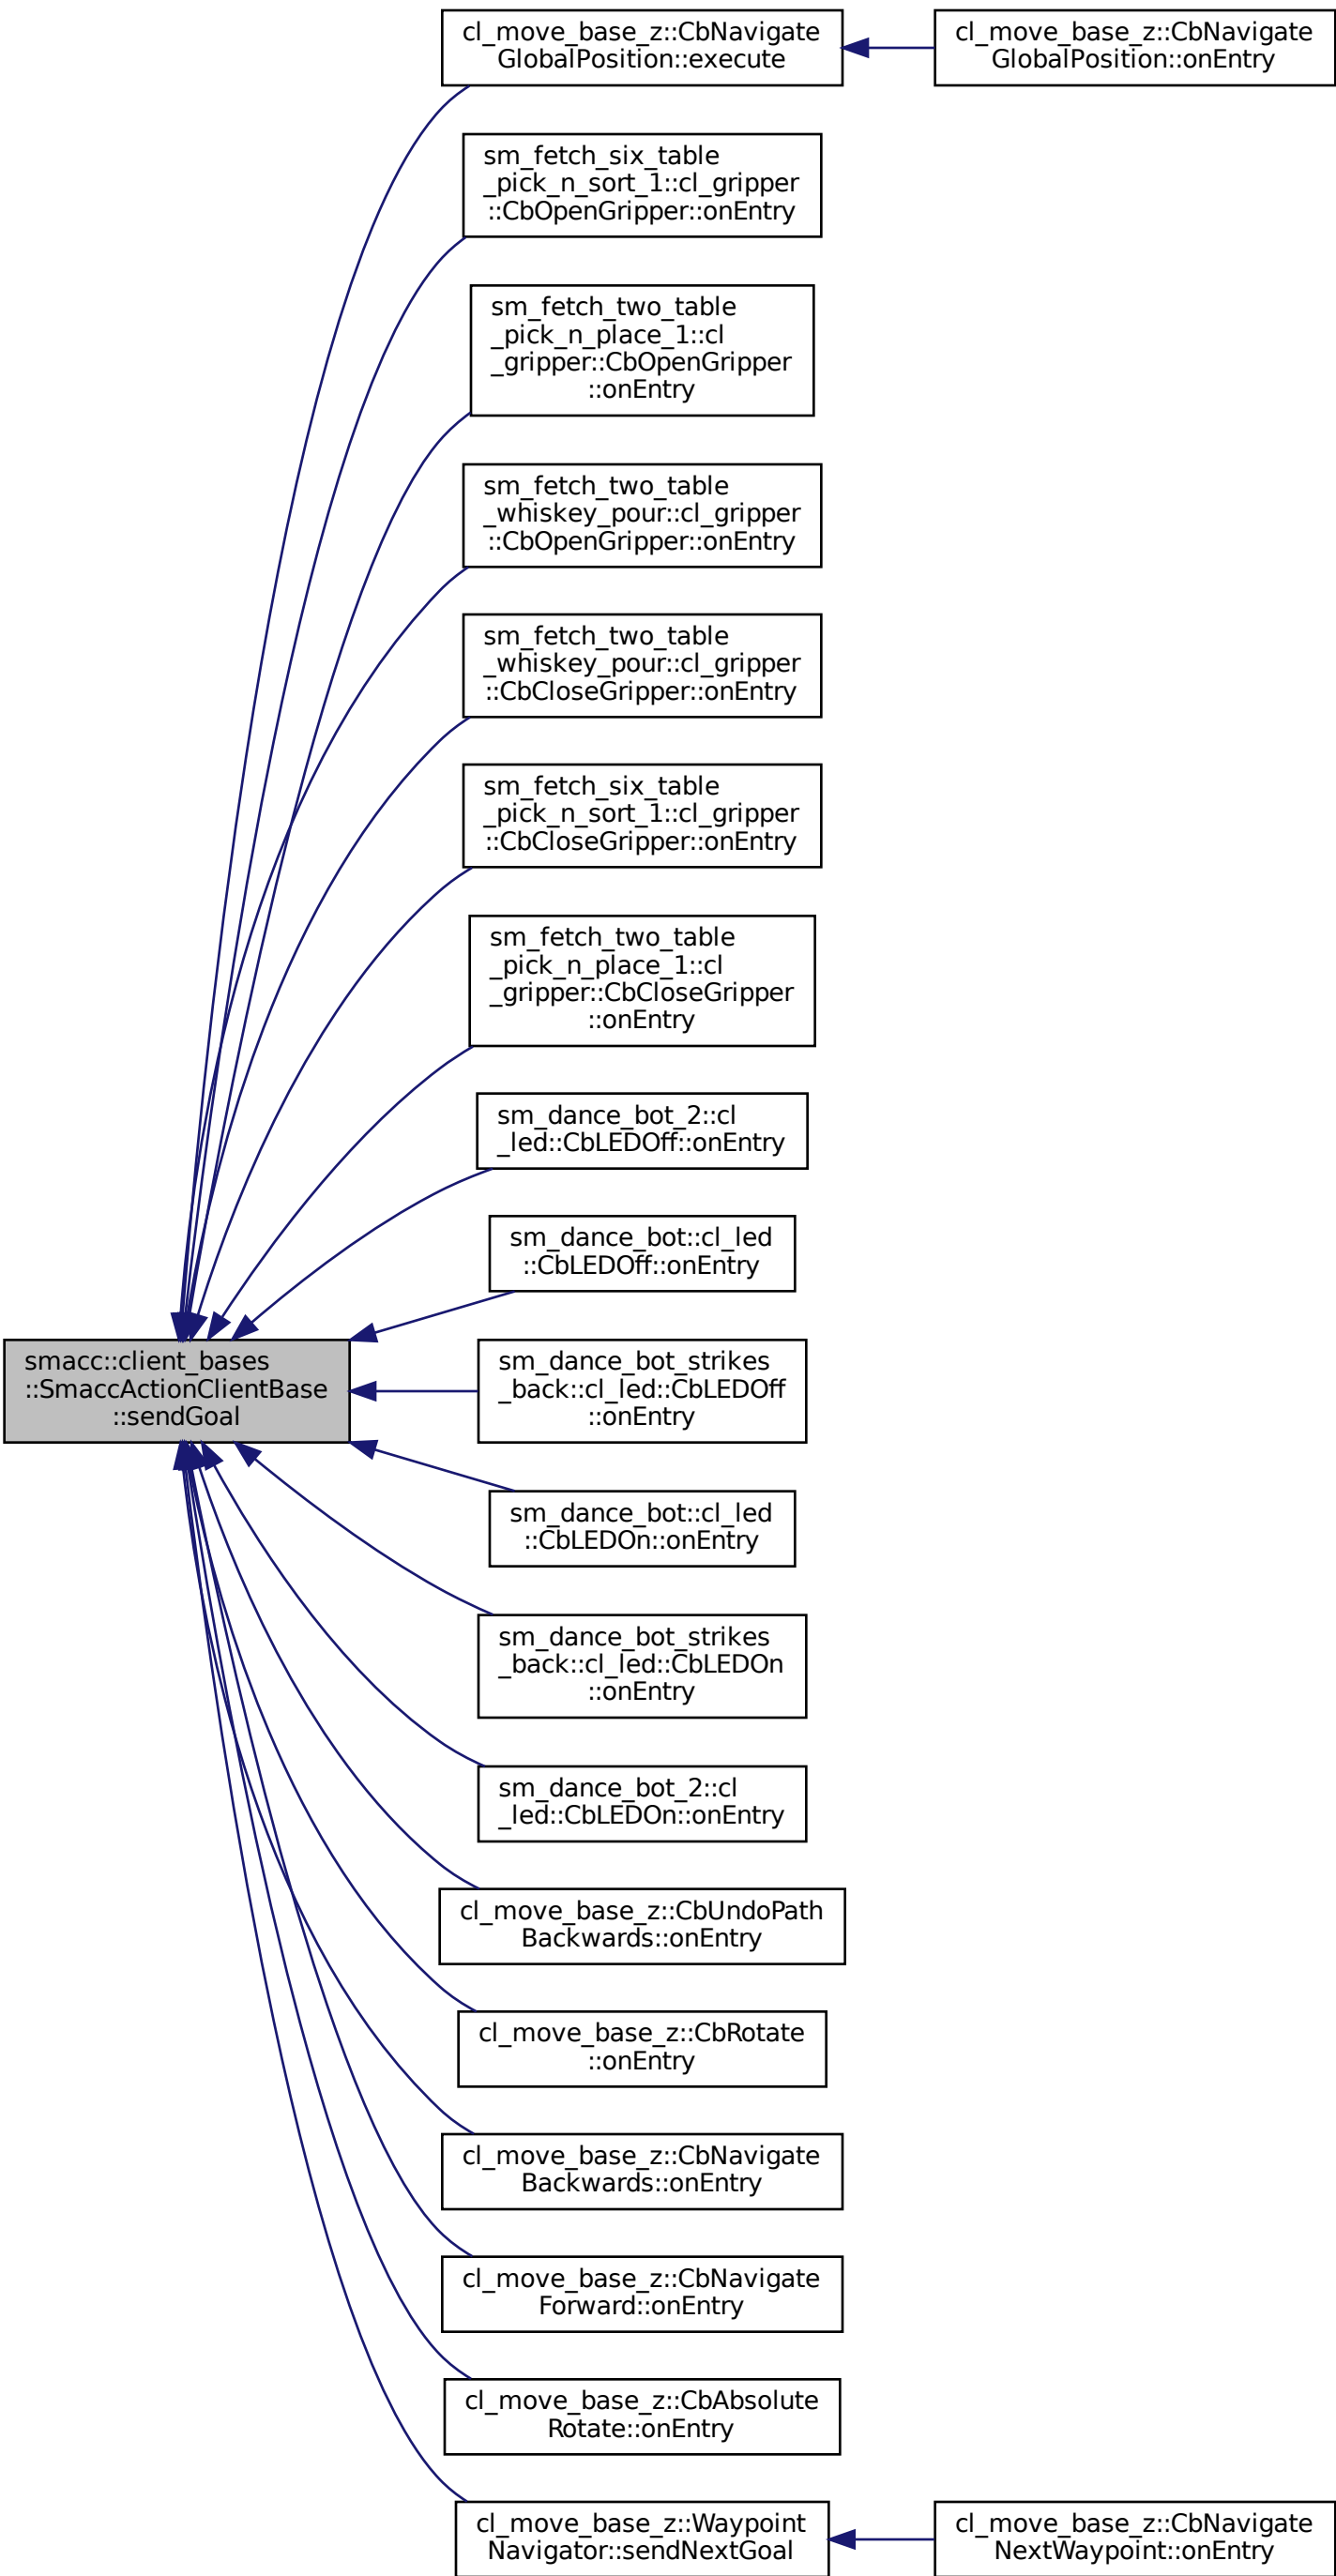 cl_move_base_z::CbNavigate
GlobalPosition::execute
cl_move_base_z::CbNavigate
GlobalPosition::onEntry
sm_fetch_six_table
_pick_n_sort_1::cl_gripper
::CbOpenGripper::onEntry
sm_fetch_two_table
_pick_n_place_1::cl
_gripper::CbOpenGripper
::onEntry
sm_fetch_two_table
_whiskey_pour::cl_gripper
::CbOpenGripper::onEntry
sm_fetch_two_table
_whiskey_pour::cl_gripper
::CbCloseGripper::onEntry
sm_fetch_six_table
_pick_n_sort_1::cl_gripper
::CbCloseGripper::onEntry
sm_fetch_two_table
_pick_n_place_1::cl
_gripper::CbCloseGripper
::onEntry
sm_dance_bot_2::cl
_led::CbLEDOff::onEntry
sm_dance_bot::cl_led
::CbLEDOff::onEntry
smacc::client_bases
::SmaccActionClientBase
::sendGoal
sm_dance_bot_strikes
_back::cl_led::CbLEDOff
::onEntry
sm_dance_bot::cl_led
::CbLEDOn::onEntry
sm_dance_bot_strikes
_back::cl_led::CbLEDOn
::onEntry
sm_dance_bot_2::cl
_led::CbLEDOn::onEntry
cl_move_base_z::CbUndoPath
Backwards::onEntry
cl_move_base_z::CbRotate
::onEntry
cl_move_base_z::CbNavigate
Backwards::onEntry
cl_move_base_z::CbNavigate
Forward::onEntry
cl_move_base_z::CbAbsolute
Rotate::onEntry
cl_move_base_z::Waypoint
Navigator::sendNextGoal
cl_move_base_z::CbNavigate
NextWaypoint::onEntry